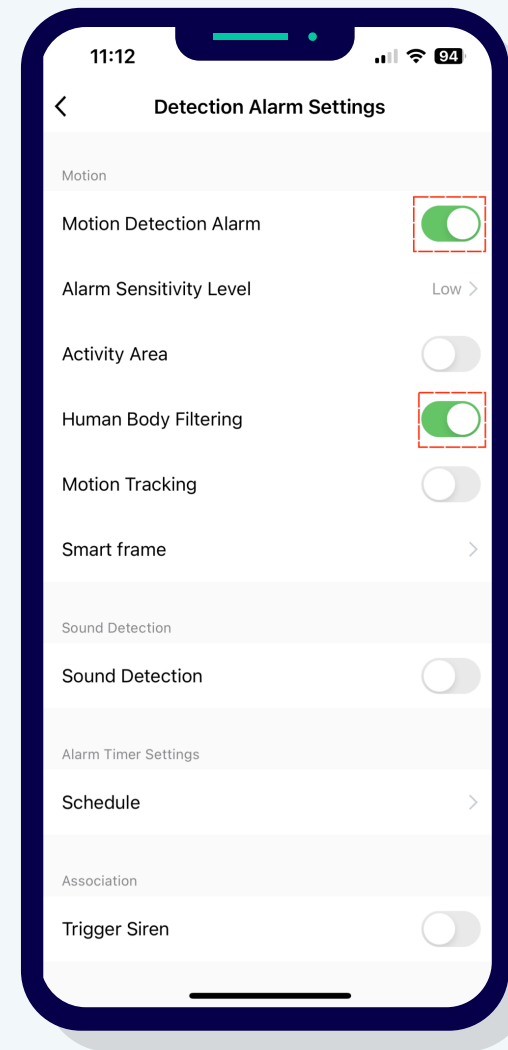 11:12
94
Detection Alarm Settings
Motion
Motion Detection Alarm
Alarm Sensitivity Level
Low
Activity Area
Human Body Filtering
Motion Tracking
Smart frame
Sound Detection
Sound Detection
Alarm Timer Settings
Schedule
Association
Trigger Siren